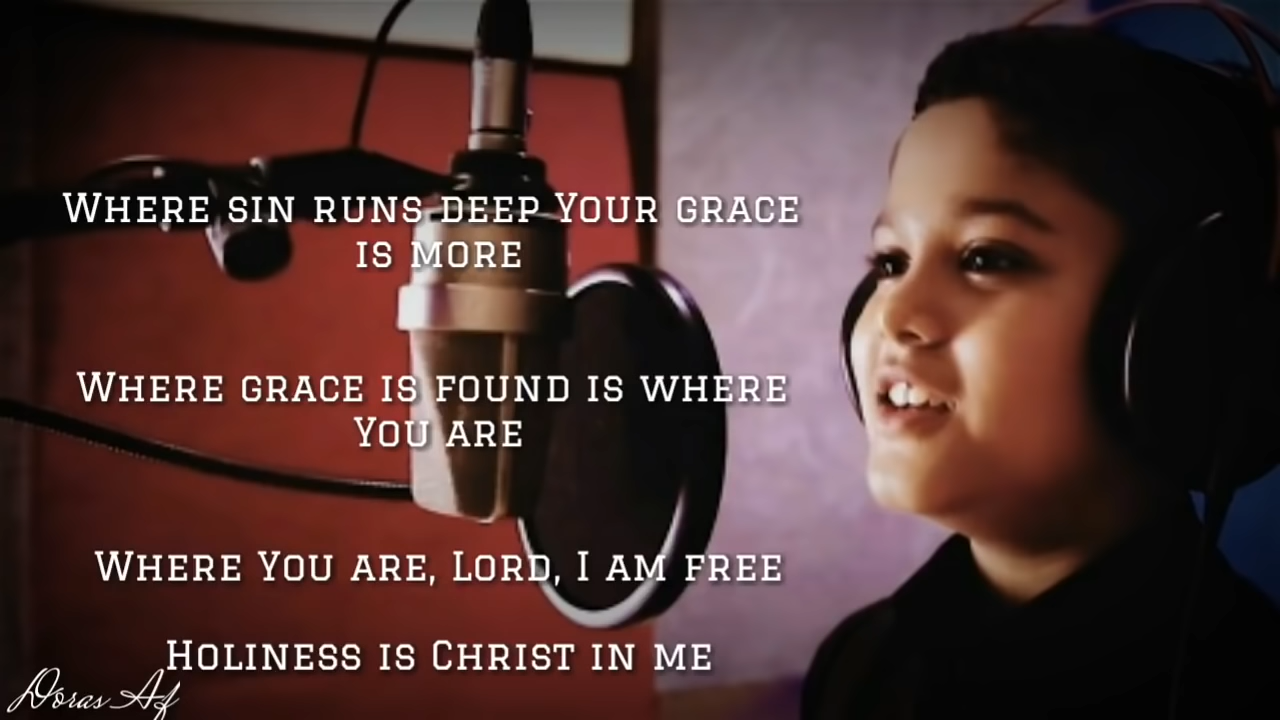 Where sin runs deep Your grace
is more
Where grace is found is where
You are
Where You are, Lord, I am free
Holiness is Christ in me
Doras Af